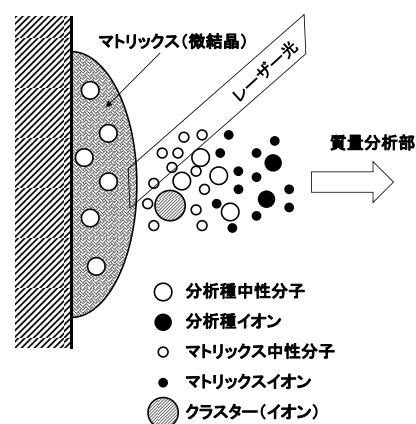 マトリックス（微結晶）
レーザー光
質量分析部
分析種中性分子
分析種イオン
マトリックス中性分子
マトリックスイオン
クラスター（イオン）